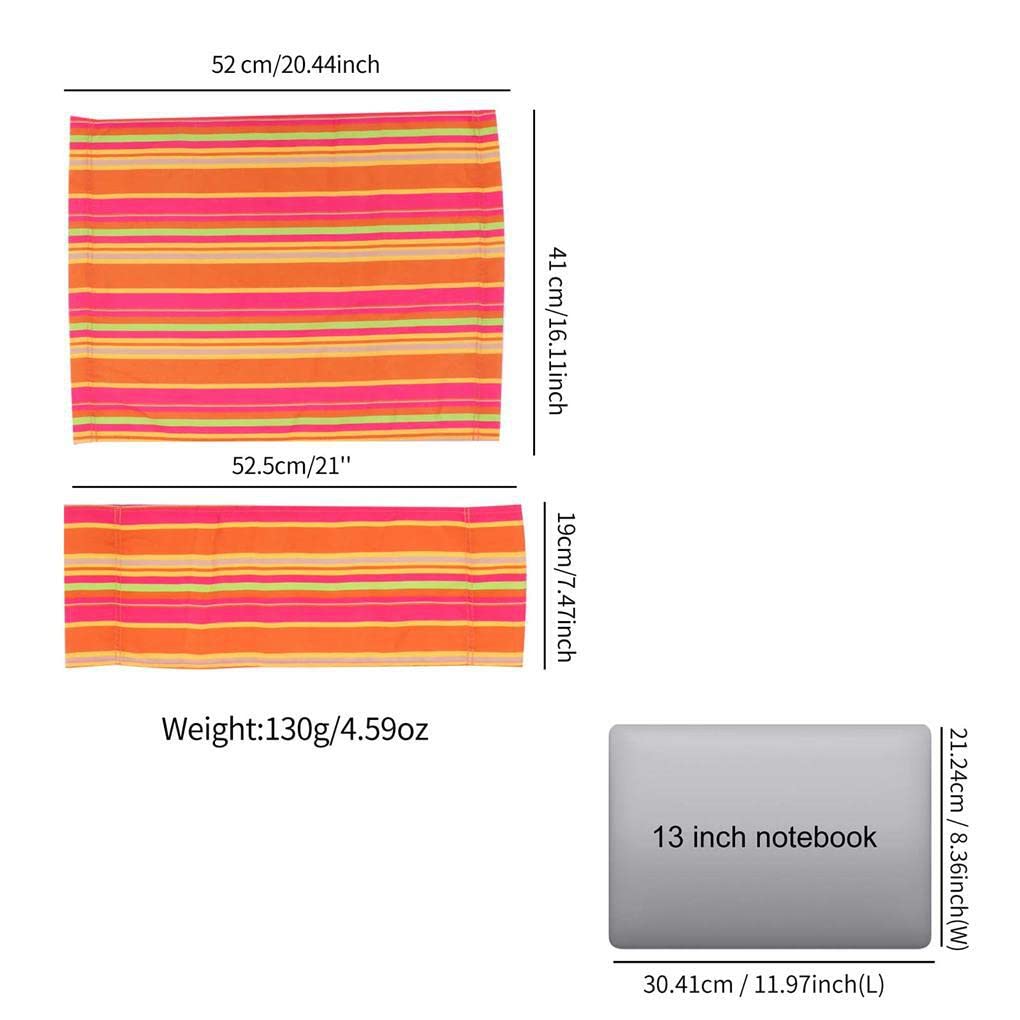 52 cm/20.44inch
41 cm/16.11inch
52.5cm/21''
19cm/7.47inch
Weight:130g/4.59oz
13 inch notebook
21.24cm / 8.36inch(W)
30.41cm / 11.97inch(L)